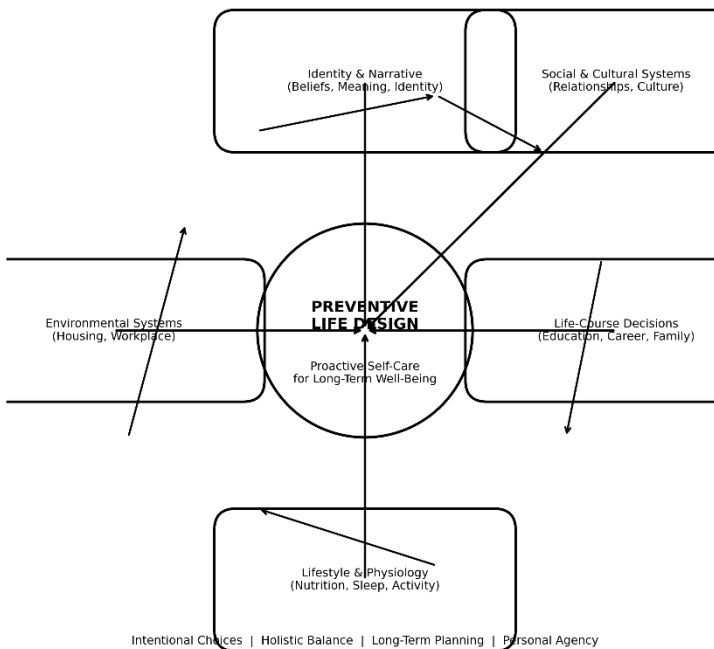 Identity & Narrative
(Beliefs, Meaning, Identity)
Social & Cultural Systems
(Relationships, Culture)
Environmental Systems
(Housing, Workplace)
PREVENTIVE
LIFE DESIGN
Proactive Self-Care
for Long-Term Well-Being
Life-Course Decisions
(Education, Career, Family)
Lifestyle & Physiology
(Nutrition, Sleep, Activity)
Intentional Choices | Holistic Balance | Long-Term Planning | Personal Agency